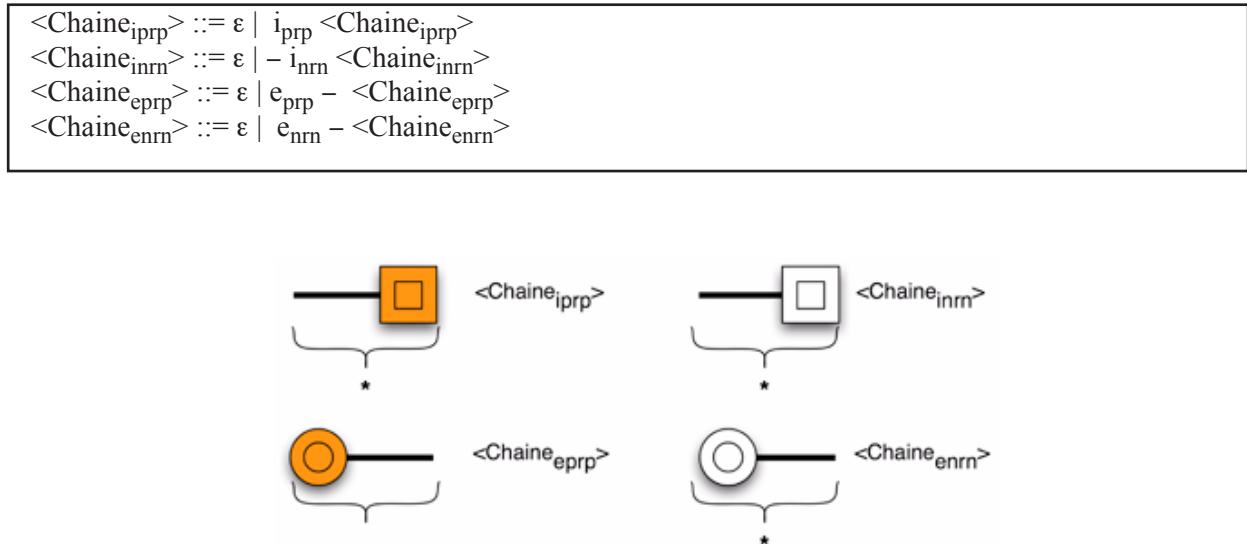 <Chaine_iprp> ::= ε | i_prp <Chaine_iprp>
<Chaine_inrn> ::= ε | – i_nrn <Chaine_inrn>
<Chaine_eprp> ::= ε | e_prp – <Chaine_eprp>
<Chaine_enrn> ::= ε | e_nrn – <Chaine_enrn>
<Chaine_iprp> <Chaine_inrn>
* *
<Chaine_eprp> <Chaine_enrn>
*